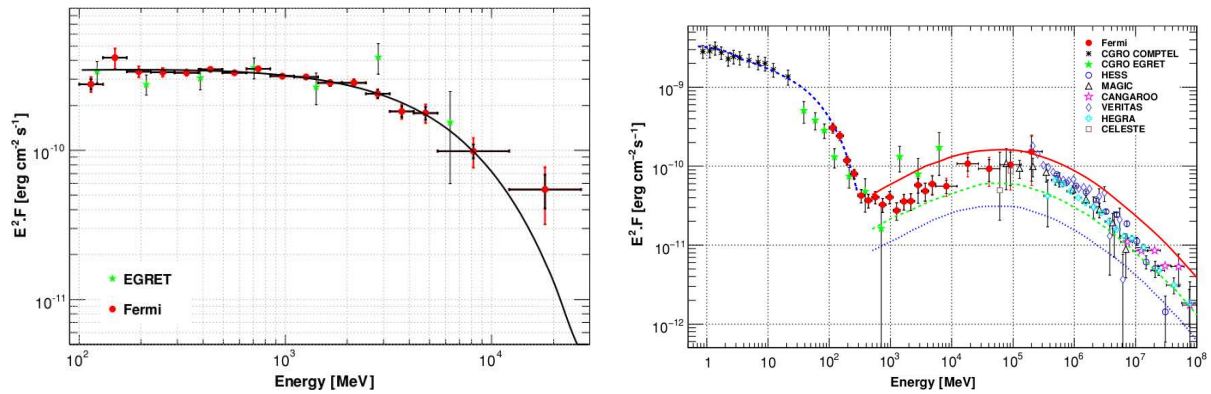 E².F [erg cm⁻² s⁻¹]
10⁻¹⁰
10⁻¹¹
EGRET
Fermi
10²
10³
10⁴
Energy [MeV]
E².F [erg cm⁻² s⁻¹]
10⁻⁹
10⁻¹⁰
10⁻¹¹
10⁻¹²
Fermi
CGRO COMPTEL
CGRO EGRET
HESS
MAGIC
CANGAROO
VERITAS
HEGRA
CELESTE
1
10
10²
10³
10⁴
10⁵
10⁶
10⁷
10⁸
Energy [MeV]